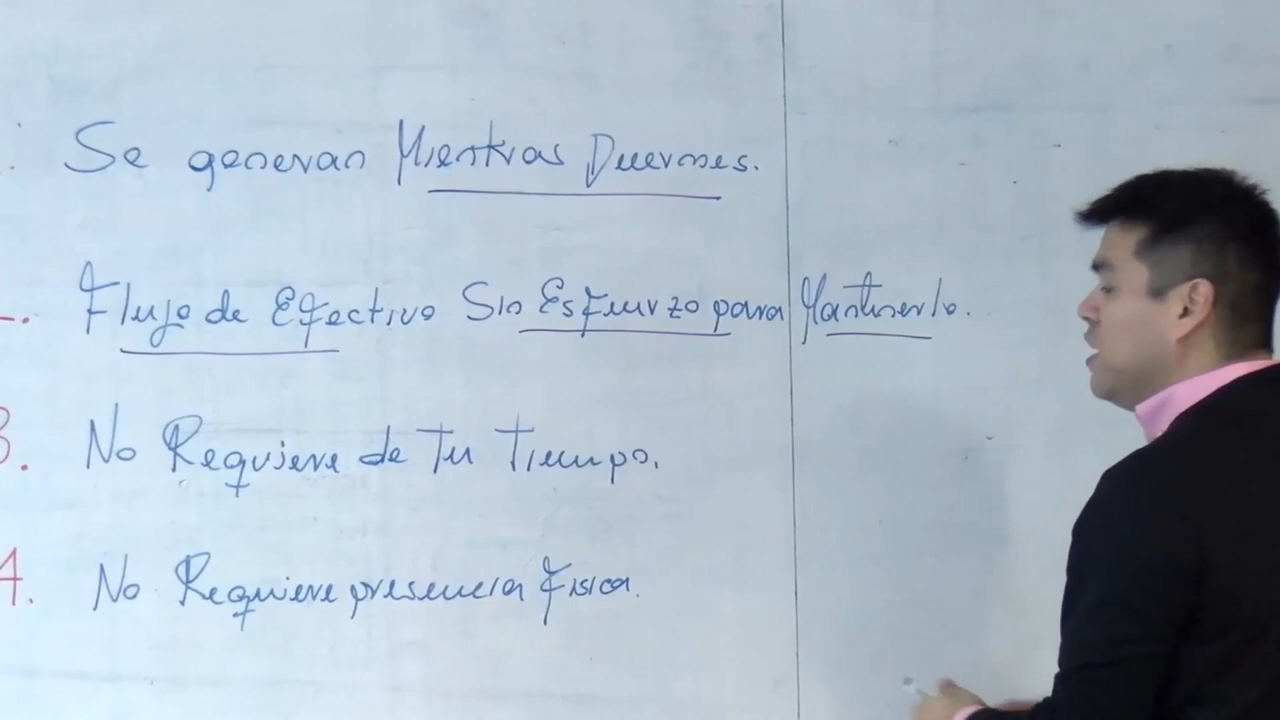 . Se generan Mientras Duermes.
-. Flujo de Efectivo Sin Esfuerzo para Mantenerlo.
3. No Requiere de Tu Tiempo.
4. No Requiere presencia Física.